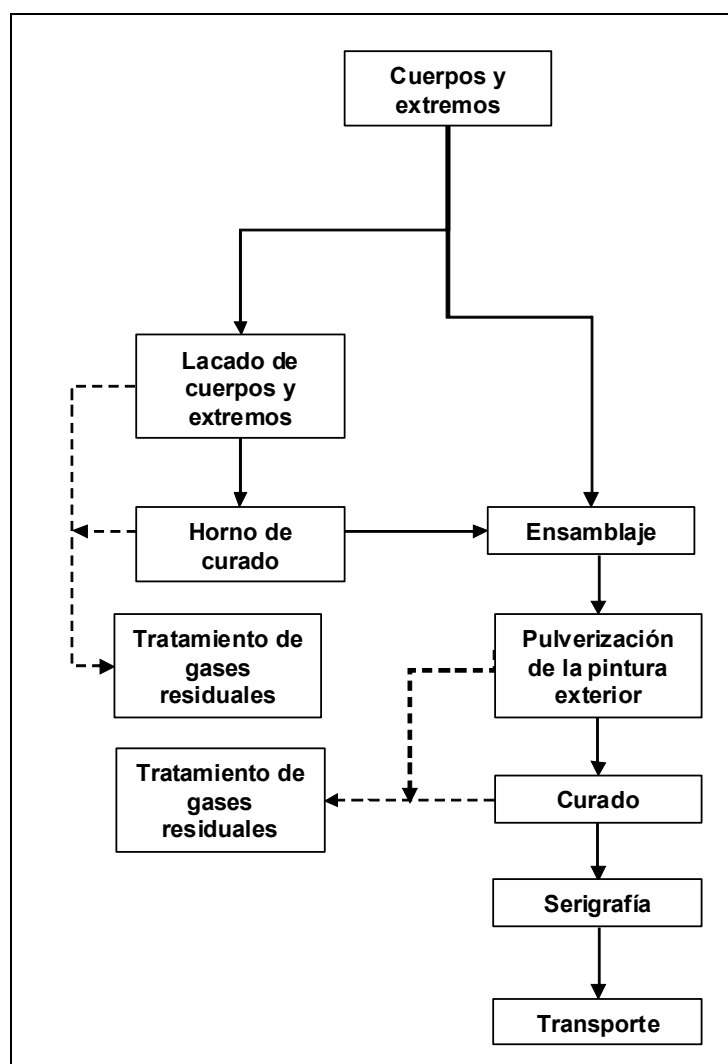 Cuerpos y
extremos
Lacado de
cuerpos y
extremos
Horno de
curado
Ensamblaje
Tratamiento de
gases
residuales
Pulverización
de la pintura
exterior
Tratamiento de
gases
residuales
Curado
Serigrafía
Transporte